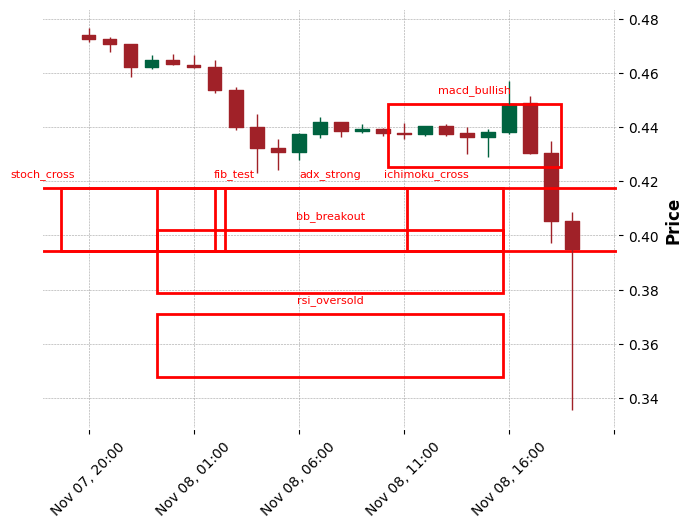 0.48
0.46
macd_bullish
0.44
stoch_cross fib_test adx_strong ichimoku_cross
0.42
bb_breakout
0.40
Price
0.38
rsi_oversold
0.36
0.34
Nov 07, 20:00 Nov 08, 01:00 Nov 08, 06:00 Nov 08, 11:00 Nov 08, 16:00